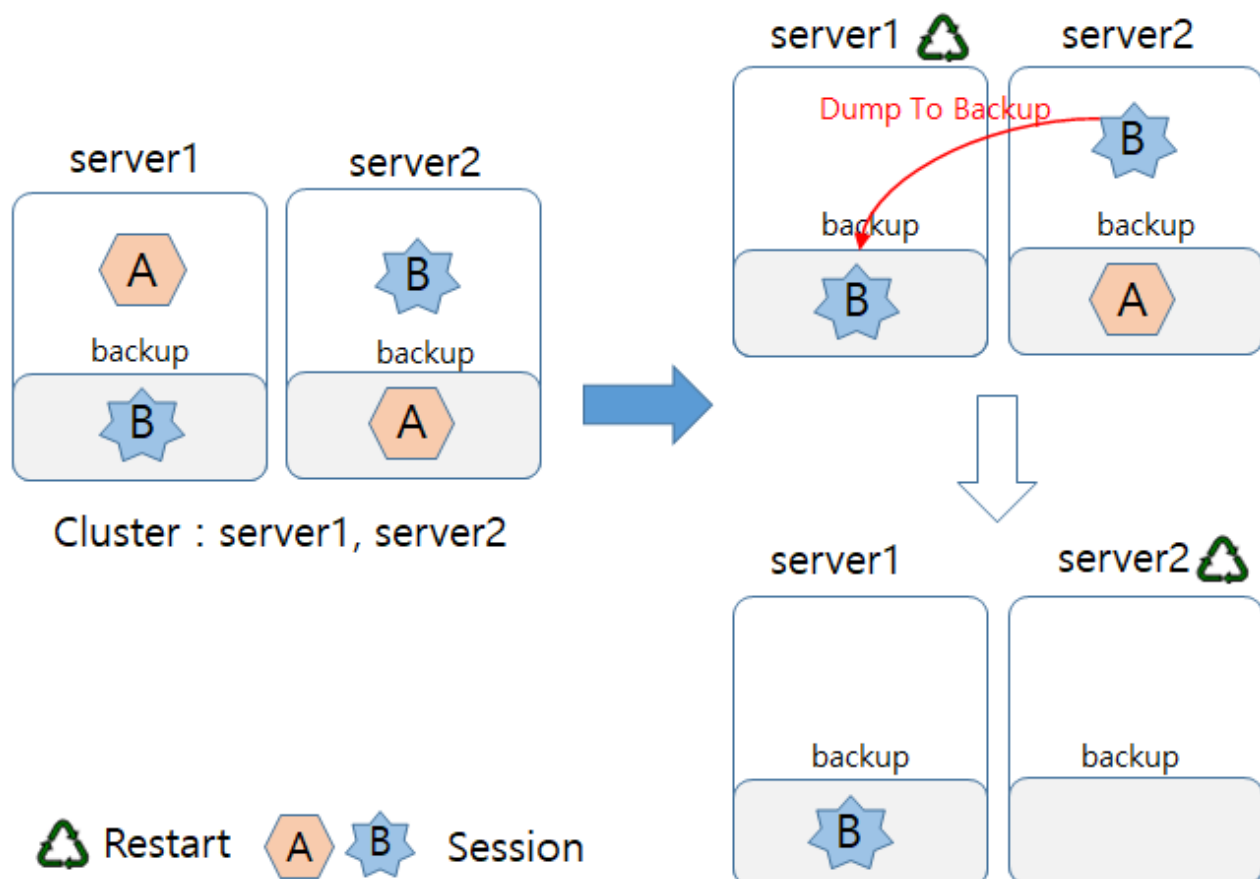 server1
server2
A
B
backup
backup
B
A
Cluster : server1, server2
server1
server2
Dump To Backup
B
backup
backup
B
A
server1
server2
backup
backup
B
Restart
A
B
Session